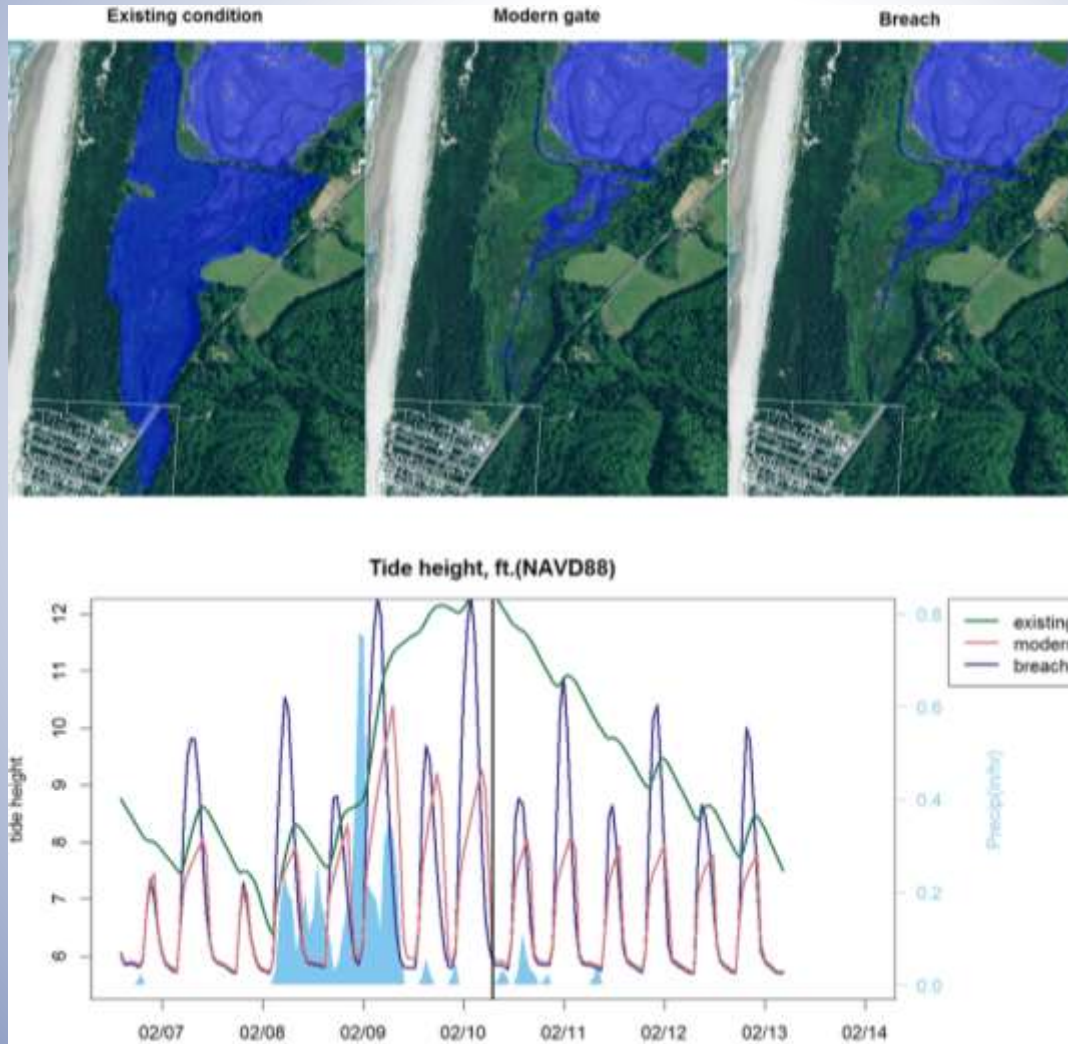 Existing condition
Modern gate
Breach
Tide height, ft.(NAVD88)
tide height
12
11
10
9
8
7
6
0.8
0.6
0.4
0.2
0.0
Precip(in/hr)
existing
modern
breach
02/07
02/08
02/09
02/10
02/11
02/12
02/13
02/14